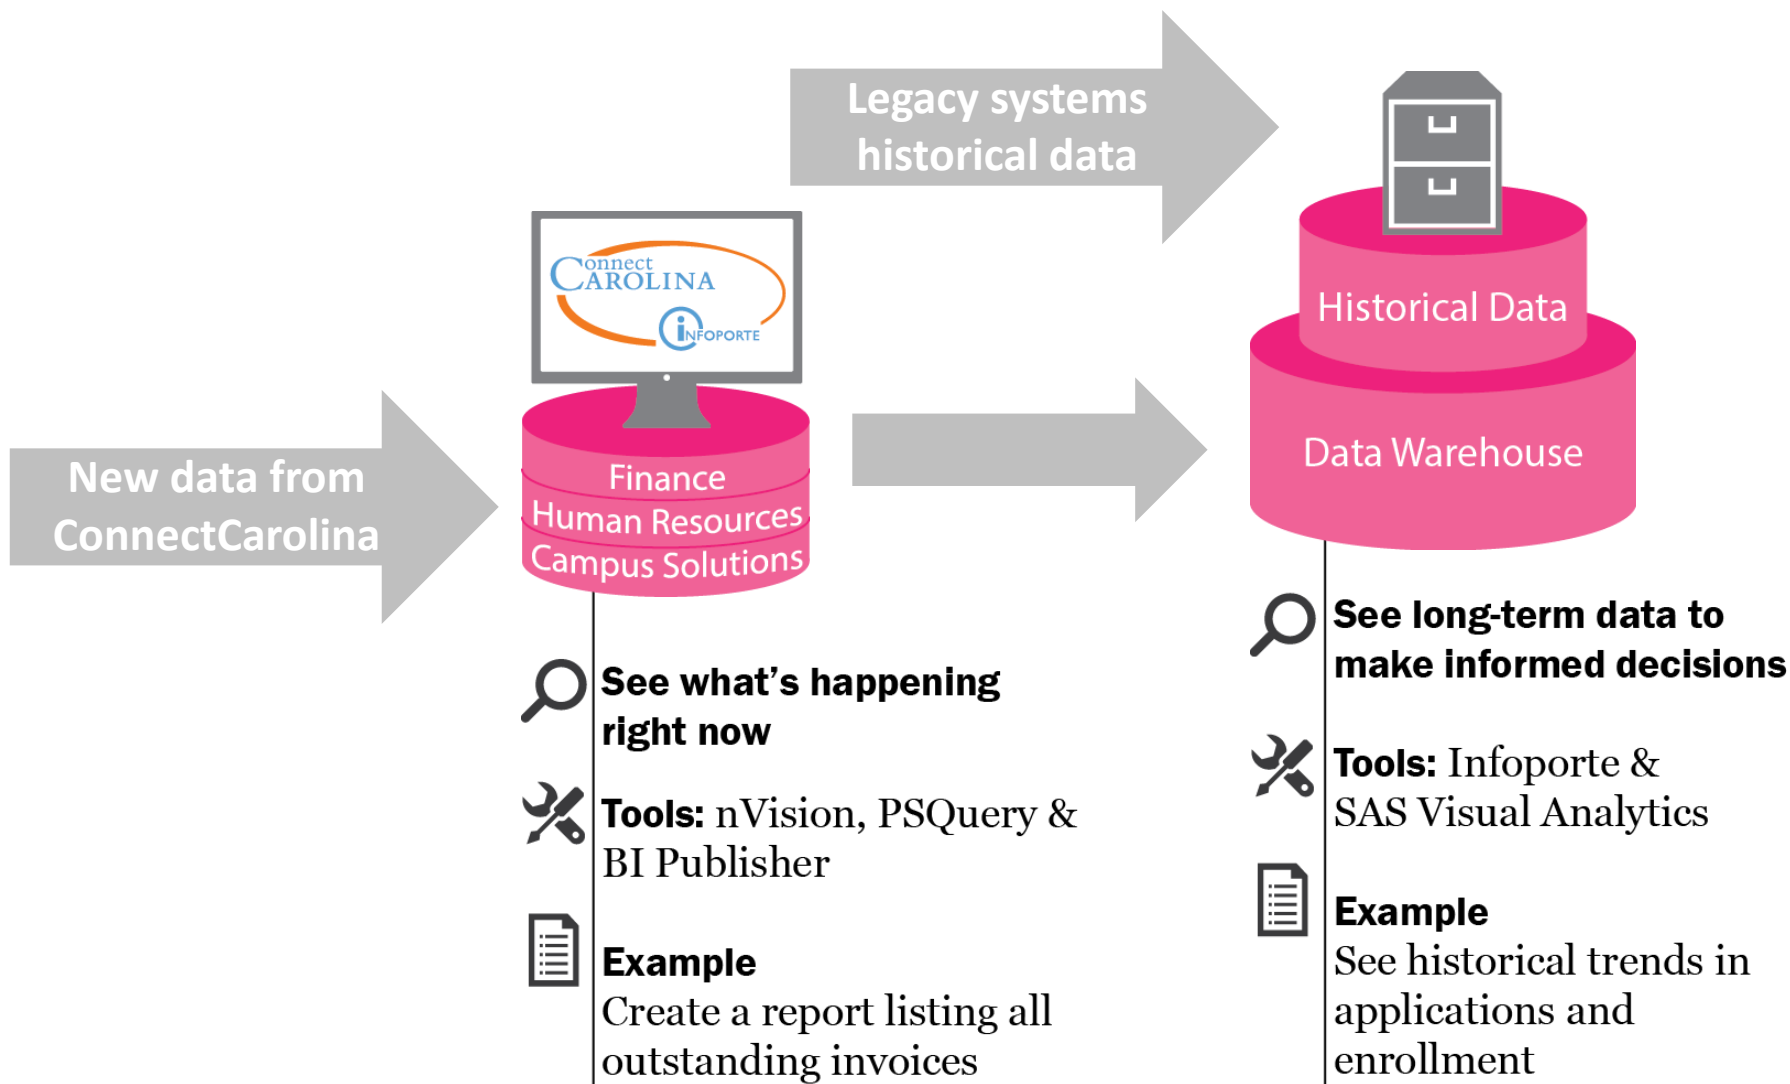 Legacy systems
historical data
Connect
CAROLINA
INFOPORTE
Historical Data
Data Warehouse
New data from
ConnectCarolina
Finance
Human Resources
Campus Solutions
See what’s happening
right now
Tools: nVision, PSQuery &
BI Publisher
Example
Create a report listing all
outstanding invoices
See long-term data to
make informed decisions
Tools: Infoporte &
SAS Visual Analytics
Example
See historical trends in
applications and
enrollment